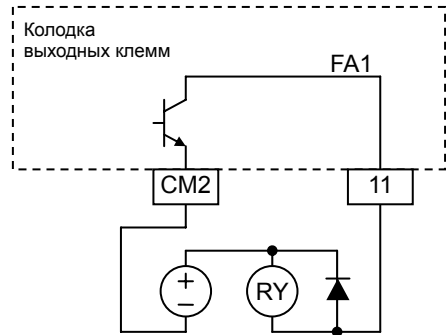 Колодка
выходных клемм
FA1
CM2
11
+
−
RY